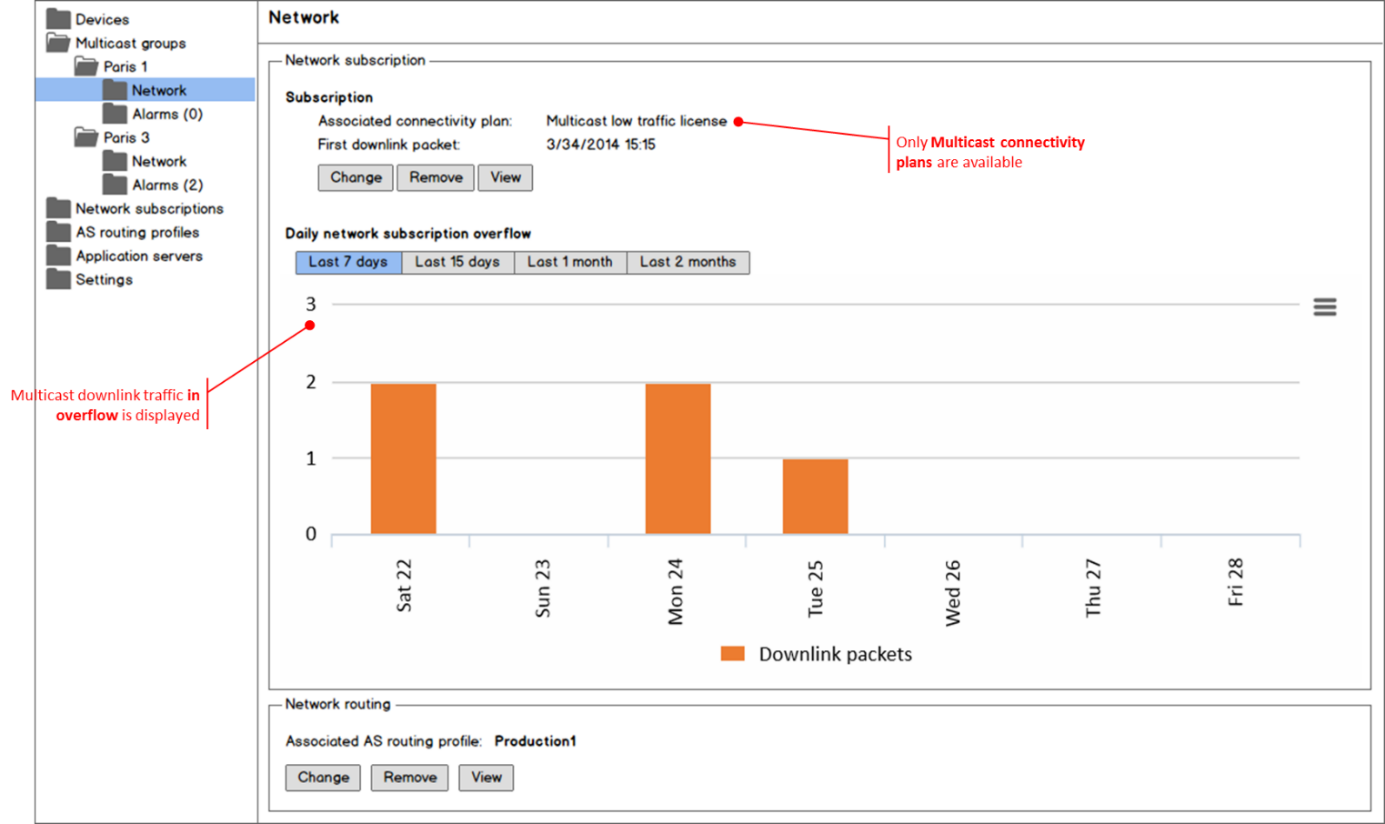 Devices
Multicast groups
Paris 1
Network
Alarms (0)
Paris 3
Network
Alarms (2)
Network subscriptions
AS routing profiles
Application servers
Settings
Network
Network subscription
Subscription
Associated connectivity plan: Multicast low traffic license
First downlink packet: 3/34/2014 15:15
Change Remove View
Only Multicast connectivity
plans are available
Daily network subscription overflow
Last 7 days Last 15 days Last 1 month Last 2 months
Multicast downlink traffic in
overflow is displayed
3
2
1
0
Sat 22
Sun 23
Mon 24
Tue 25
Wed 26
Thu 27
Fri 28
Downlink packets
Network routing
Associated AS routing profile: Production1
Change Remove View